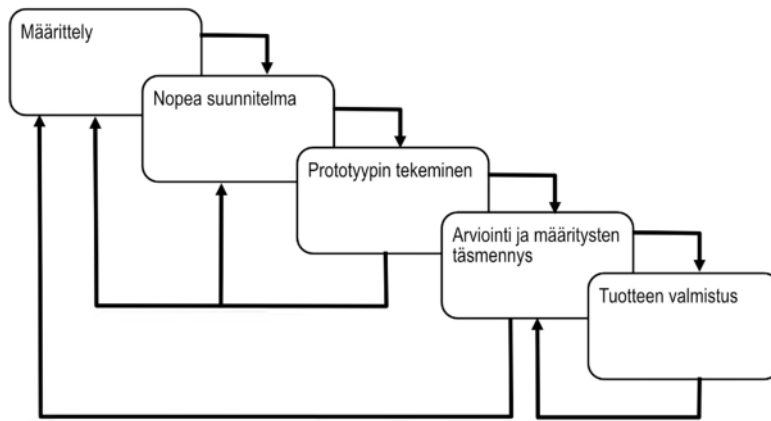 Määrittely
Nopea suunnitelma
Prototyypin tekeminen
Arviointi ja määritysten
täsmennys
Tuotteen valmistus